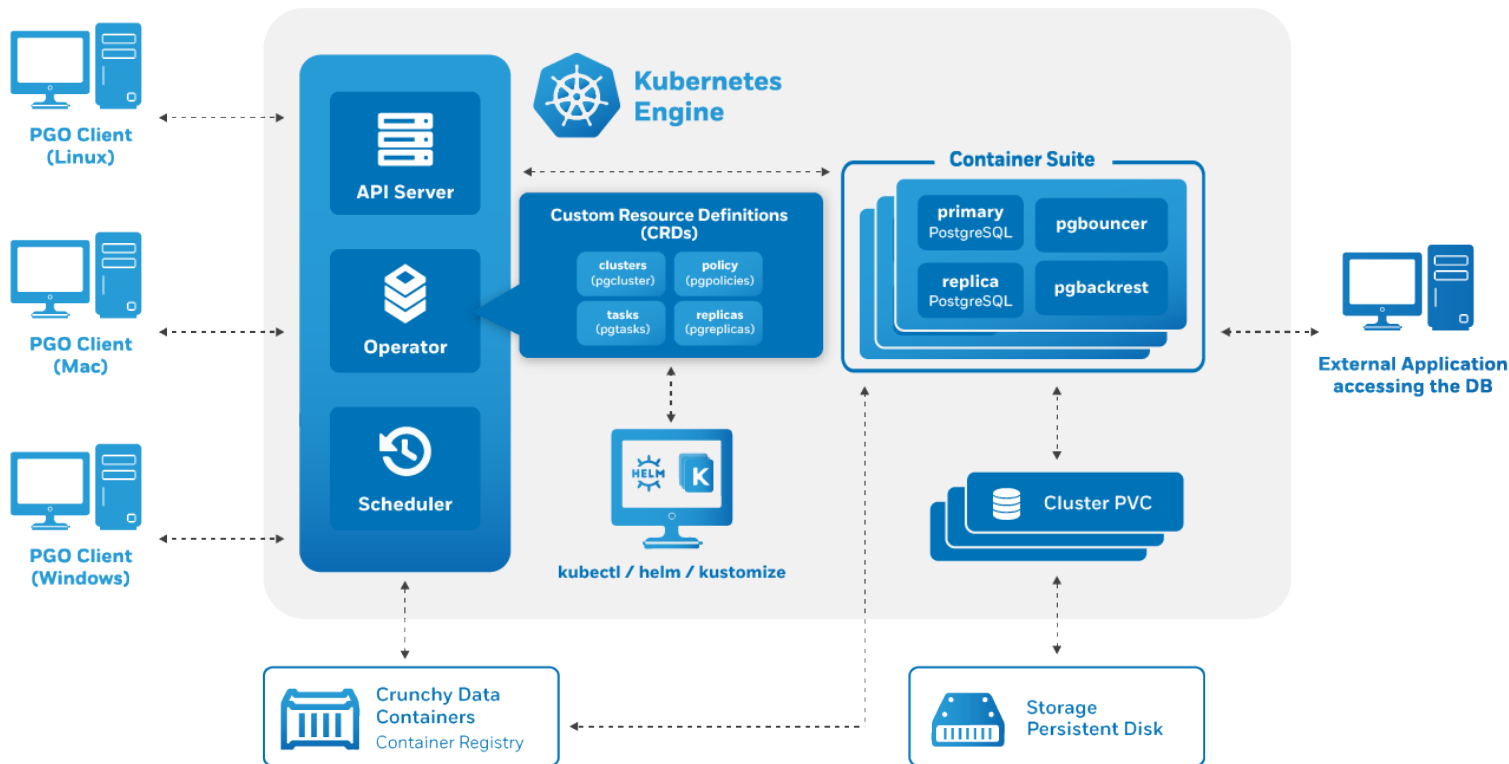 PGO Client
(Linux)
PGO Client
(Mac)
PGO Client
(Windows)
API Server
Operator
Scheduler
Kubernetes
Engine
Custom Resource Definitions
(CRDs)
clusters
(pgcluster)
policy
(pgpolicies)
tasks
(pgtasks)
replicas
(pgreplicas)
HELM
K
kubectl / helm / kustomize
Container Suite
primary
PostgreSQL
pgbouncer
replica
PostgreSQL
pgbackrest
Cluster PVC
External Application
accessing the DB
Crunchy Data
Containers
Container Registry
Storage
Persistent Disk